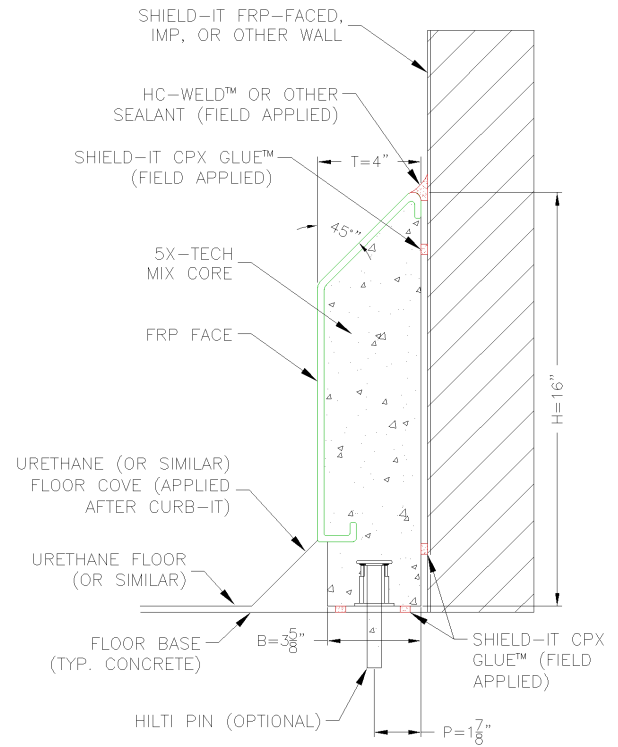 SHIELD-IT FRP-FACED,
IMP, OR OTHER WALL
HC-WELD™ OR OTHER
SEALANT (FIELD APPLIED)
SHIELD-IT CPX GLUE™
(FIELD APPLIED)
T=4"
45°"
5X-TECH
MIX CORE
FRP FACE
H=16"
URETHANE (OR SIMILAR)
FLOOR COVE (APPLIED
AFTER CURB-IT)
URETHANE FLOOR
(OR SIMILAR)
FLOOR BASE
(TYP. CONCRETE)
B=3 5/8"
SHIELD-IT CPX
GLUE™ (FIELD
APPLIED)
HILTI PIN (OPTIONAL)
P=1 7/8"